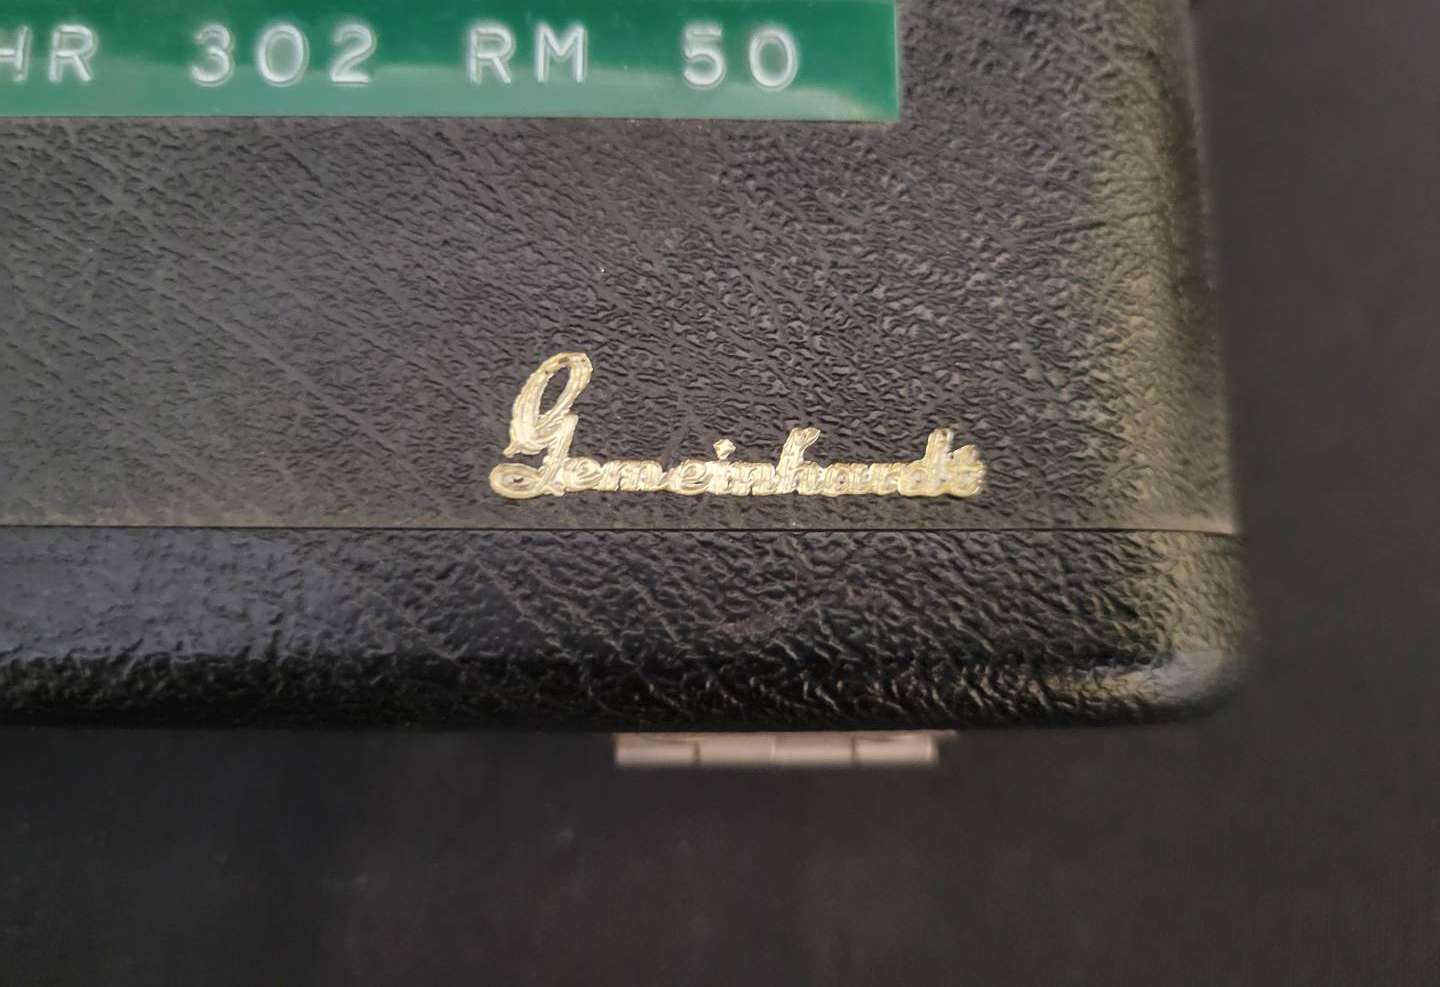 HR 302 RM 50
Gemeinhardt